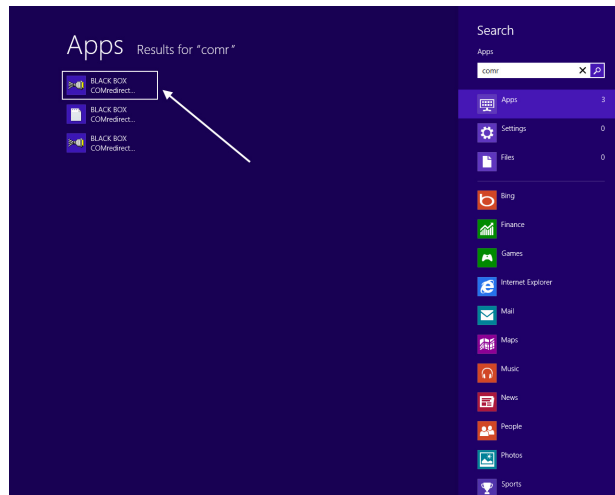 Apps Results for "comr"
BLACK BOX
COMredirect...
BLACK BOX
COMredirect...
BLACK BOX
COMredirect...
Search
Apps
comr
Apps 3
Settings 0
Files 0
Bing
Finance
Games
Internet Explorer
Mail
Maps
Music
News
People
Photos
Sports